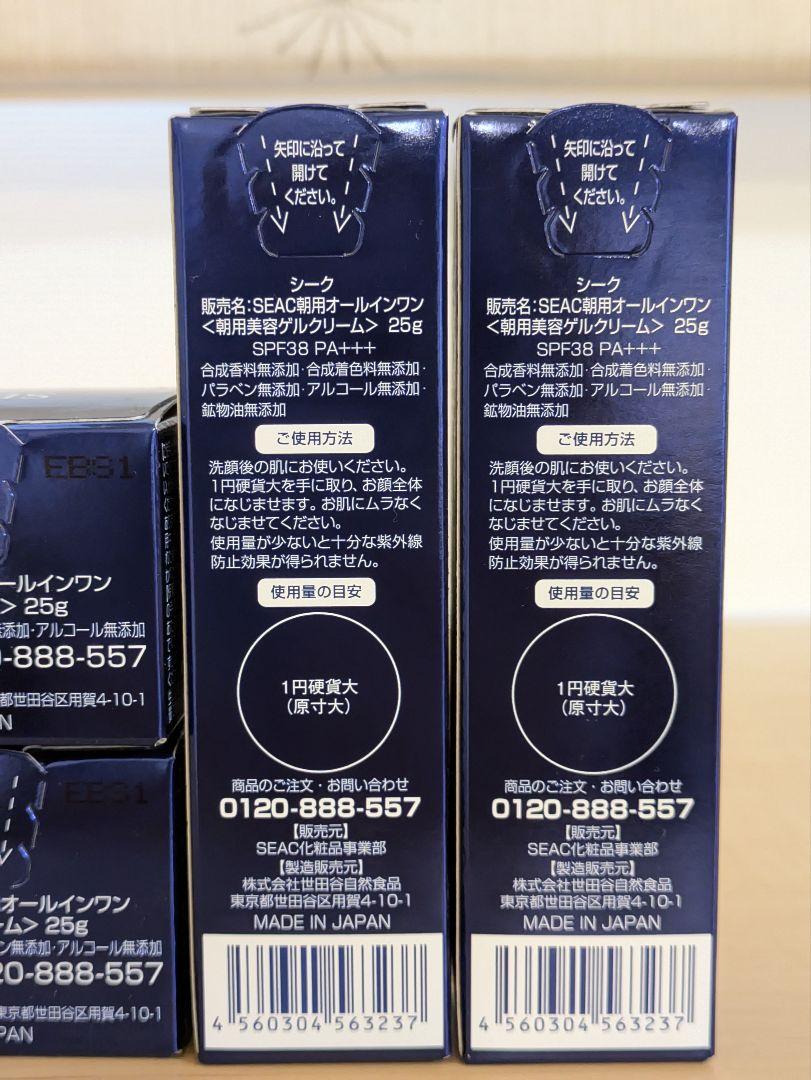 矢印に沿って
開けて
ください。
シーク
販売名:SEAC朝用オールインワン
<朝用美容ゲルクリーム> 25g
SPF38 PA+++
合成香料無添加・合成着色料無添加・
パラベン無添加・アルコール無添加・
鉱物油無添加
ご使用方法
洗顔後の肌にお使いください。
1円硬貨大を手に取り、お顔全体
になじませます。お肌にムラなく
なじませてください。
使用量が少ないと十分な紫外線
防止効果が得られません。
使用量の目安
1円硬貨大
(原寸大)
商品のご注文・お問い合わせ
0120-888-557
【販売元】
SEAC化粧品事業部
【製造販売元】
株式会社世田谷自然食品
東京都世田谷区用賀4-10-1
MADE IN JAPAN
4 560304 563237
矢印に沿って
開けて
ください。
シーク
販売名:SEAC朝用オールインワン
<朝用美容ゲルクリーム> 25g
SPF38 PA+++
合成香料無添加・合成着色料無添加・
パラベン無添加・アルコール無添加・
鉱物油無添加
ご使用方法
洗顔後の肌にお使いください。
1円硬貨大を手に取り、お顔全体
になじませます。お肌にムラなく
なじませてください。
使用量が少ないと十分な紫外線
防止効果が得られません。
使用量の目安
1円硬貨大
(原寸大)
商品のご注文・お問い合わせ
0120-888-557
【販売元】
SEAC化粧品事業部
【製造販売元】
株式会社世田谷自然食品
東京都世田谷区用賀4-10-1
MADE IN JAPAN
4 560304 563237
ールインワン
> 25g
無添加・アルコール無添加
0-888-557
都世田谷区用賀4-10-1
オールインワン
ーム> 25g
ン無添加・アルコール無添加
20-888-557
東京都世田谷区用賀4-10-1
PAN